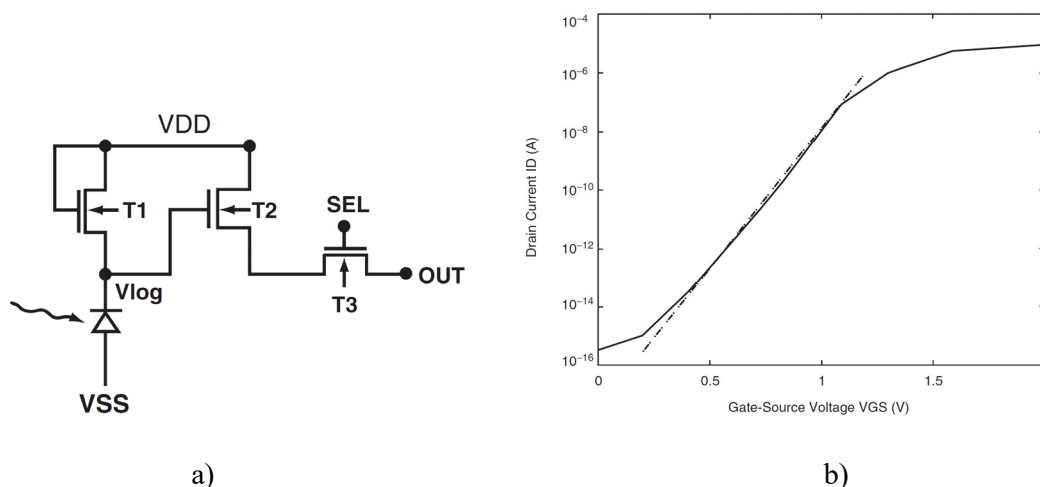 VDD
T1
T2
SEL
OUT
T3
Vlog
VSS
a)
10⁻⁴
10⁻⁶
10⁻⁸
10⁻¹⁰
10⁻¹²
10⁻¹⁴
10⁻¹⁶
Drain Current ID (A)
0 0.5 1 1.5
Gate-Source Voltage VGS (V)
b)